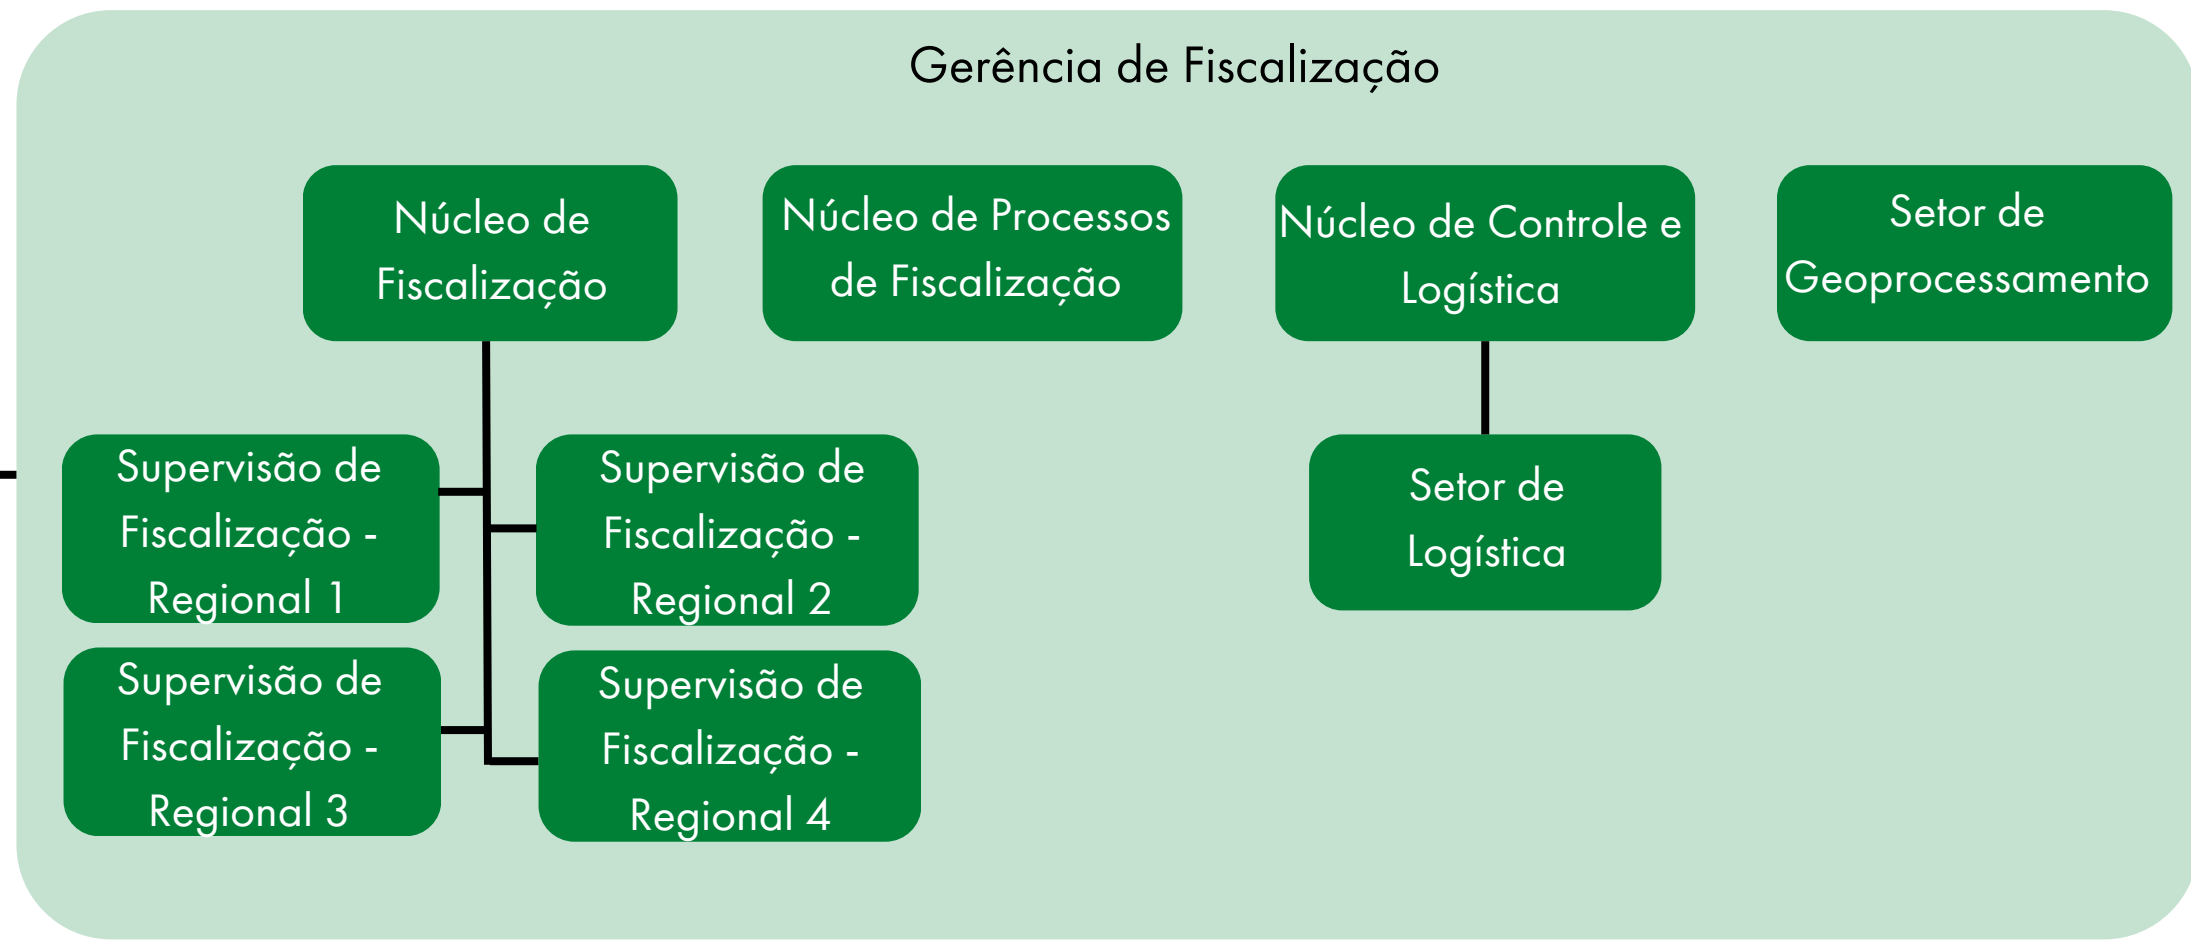 Gerência de Fiscalização
Núcleo de
Fiscalização
Núcleo de Processos
de Fiscalização
Núcleo de Controle e
Logística
Setor de
Geoprocessamento
Supervisão de
Fiscalização -
Regional 1
Supervisão de
Fiscalização -
Regional 2
Setor de
Logística
Supervisão de
Fiscalização -
Regional 3
Supervisão de
Fiscalização -
Regional 4